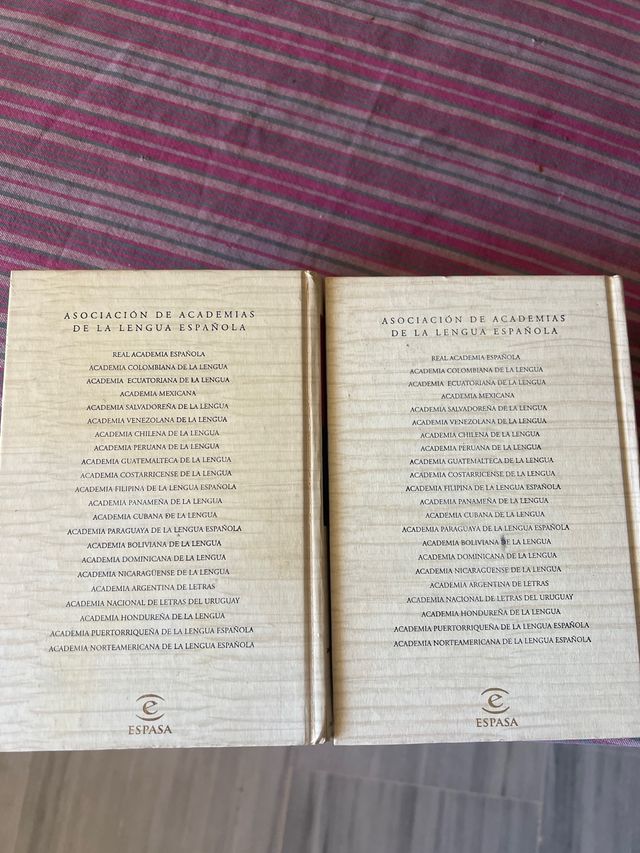 ASOCIACIÓN DE ACADEMIAS
DE LA LENGUA ESPAÑOLA
REAL ACADEMIA ESPAÑOLA
ACADEMIA COLOMBIANA DE LA LENGUA
ACADEMIA ECUATORIANA DE LA LENGUA
ACADEMIA MEXICANA
ACADEMIA SALVADOREÑA DE LA LENGUA
ACADEMIA VENEZOLANA DE LA LENGUA
ACADEMIA CHILENA DE LA LENGUA
ACADEMIA PERUANA DE LA LENGUA
ACADEMIA GUATEMALTECA DE LA LENGUA
ACADEMIA COSTARRICENSE DE LA LENGUA
ACADEMIA FILIPINA DE LA LENGUA ESPAÑOLA
ACADEMIA PANAMEÑA DE LA LENGUA
ACADEMIA CUBANA DE LA LENGUA
ACADEMIA PARAGUAYA DE LA LENGUA ESPAÑOLA
ACADEMIA BOLIVIANA DE LA LENGUA
ACADEMIA DOMINICANA DE LA LENGUA
ACADEMIA NICARAGÜENSE DE LA LENGUA
ACADEMIA ARGENTINA DE LETRAS
ACADEMIA NACIONAL DE LETRAS DEL URUGUAY
ACADEMIA HONDUREÑA DE LA LENGUA
ACADEMIA PUERTORRIQUEÑA DE LA LENGUA ESPAÑOLA
ACADEMIA NORTEAMERICANA DE LA LENGUA ESPAÑOLA
ESPASA
ASOCIACIÓN DE ACADEMIAS
DE LA LENGUA ESPAÑOLA
REAL ACADEMIA ESPAÑOLA
ACADEMIA COLOMBIANA DE LA LENGUA
ACADEMIA ECUATORIANA DE LA LENGUA
ACADEMIA MEXICANA
ACADEMIA SALVADOREÑA DE LA LENGUA
ACADEMIA VENEZOLANA DE LA LENGUA
ACADEMIA CHILENA DE LA LENGUA
ACADEMIA PERUANA DE LA LENGUA
ACADEMIA GUATEMALTECA DE LA LENGUA
ACADEMIA COSTARRICENSE DE LA LENGUA
ACADEMIA FILIPINA DE LA LENGUA ESPAÑOLA
ACADEMIA PANAMEÑA DE LA LENGUA
ACADEMIA CUBANA DE LA LENGUA
ACADEMIA PARAGUAYA DE LA LENGUA ESPAÑOLA
ACADEMIA BOLIVIANA DE LA LENGUA
ACADEMIA DOMINICANA DE LA LENGUA
ACADEMIA NICARAGÜENSE DE LA LENGUA
ACADEMIA ARGENTINA DE LETRAS
ACADEMIA NACIONAL DE LETRAS DEL URUGUAY
ACADEMIA HONDUREÑA DE LA LENGUA
ACADEMIA PUERTORRIQUEÑA DE LA LENGUA ESPAÑOLA
ACADEMIA NORTEAMERICANA DE LA LENGUA ESPAÑOLA
ESPASA